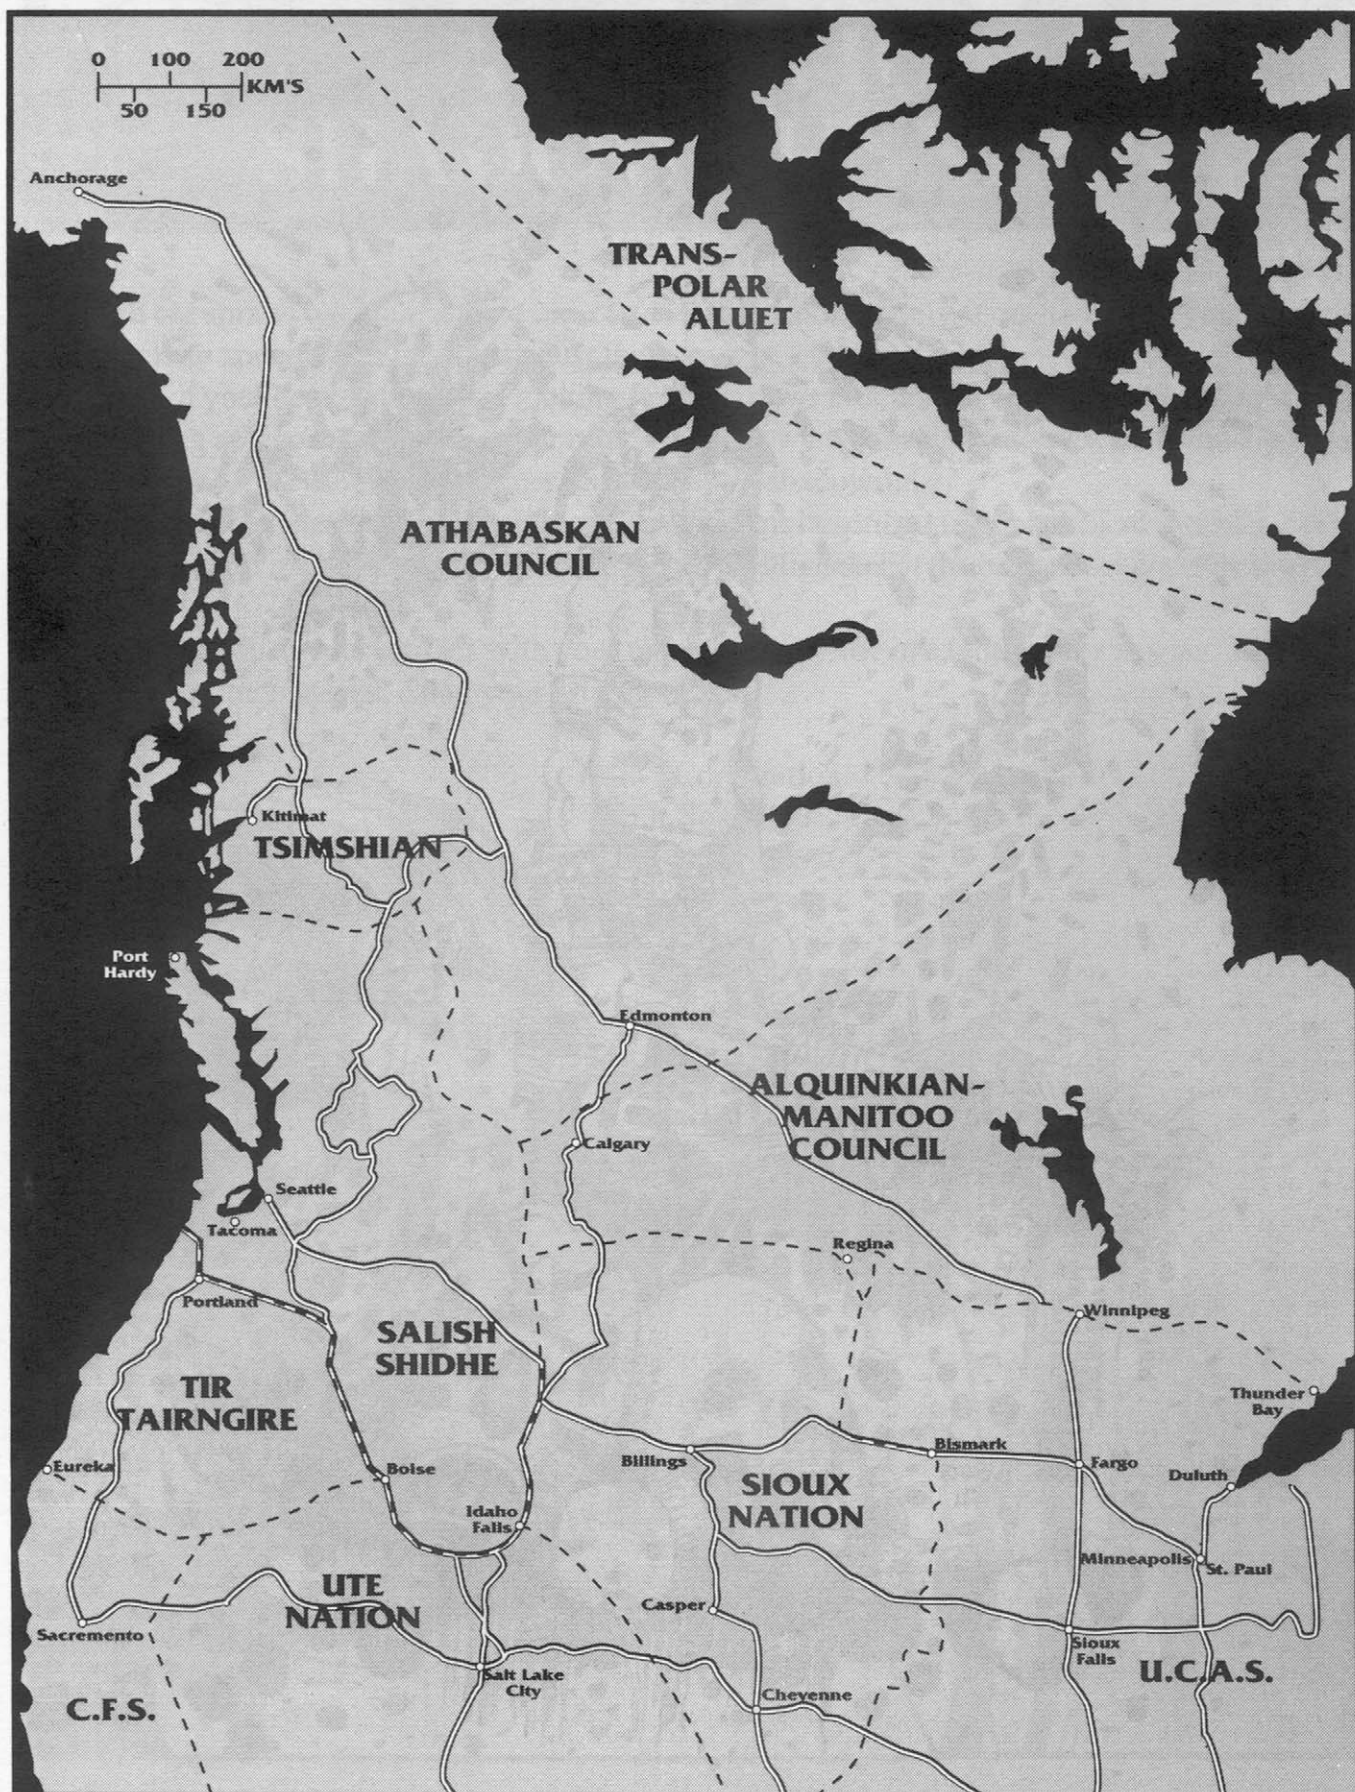 0 100 200
KM'S
50 150
Anchorage
TRANS-
POLAR
ALUET
ATHABASKAN
COUNCIL
Kitimat
TSIMSHIAN
Port
Hardy
Edmonton
ALQUINKIAN-
MANITOO
COUNCIL
Calgary
Seattle
Tacoma
Regina
Portland
Winnipeg
SALISH
SHIDHE
TIR
TAIRNGIRE
Thunder
Bay
Eureka
Boise
Billings
Bismark
Fargo
Duluth
SIOUX
NATION
Idaho
Falls
Minneapolis
St. Paul
UTE
NATION
Casper
Sacremento
Sioux
Falls
U.C.A.S.
Salt Lake
City
Cheyenne
C.F.S.